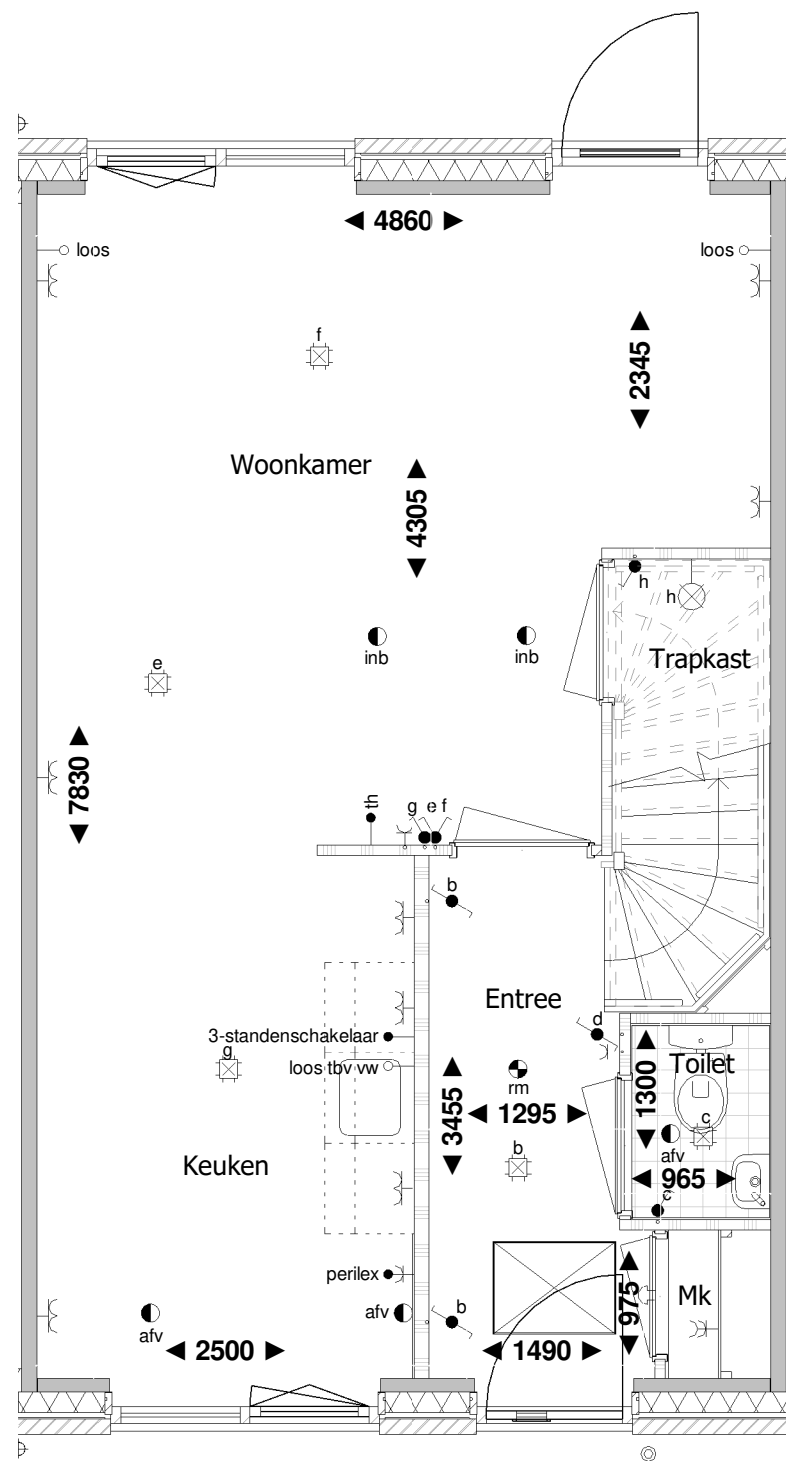 4860
loos
loos
f
2345
Woonkamer
4305
h
h
inb
inb
Trapkast
e
7830
th
g
e
f
b
Entree
d
3-standenschakelaar
g
loos tbv vw
rm
3455
1295
1300
Toilet
c
afv
965
c
b
Keuken
perilex
975
Mk
afv
afv
b
2500
1490